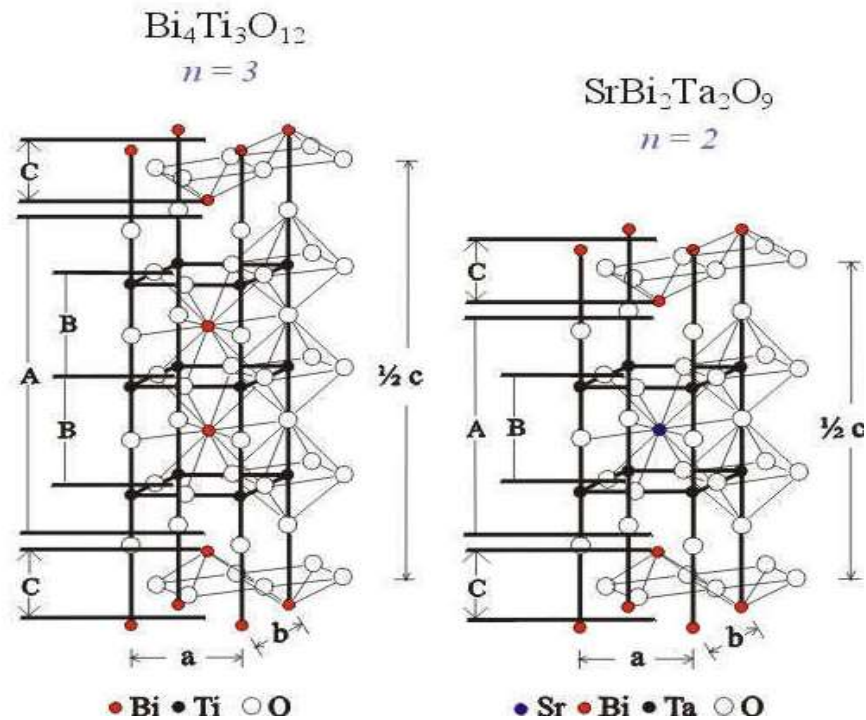 Bi₄Ti₃O₁₂
n = 3
C
A
B
B
C
½ c
a
b
Bi Ti O
SrBi₂Ta₂O₉
n = 2
C
A
B
C
½ c
a
b
Sr Bi Ta O